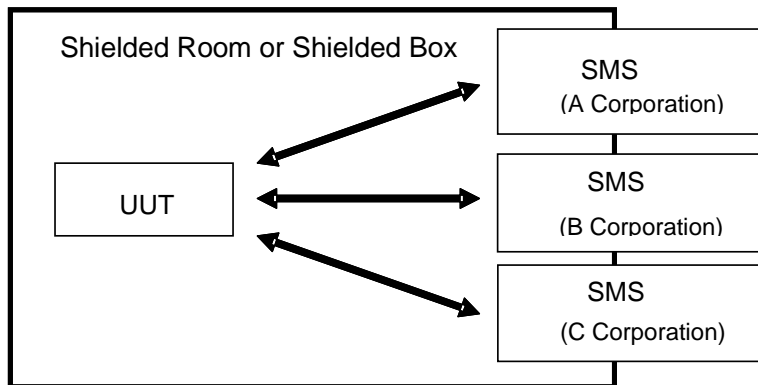 Shielded Room or Shielded Box
SMS
(A Corporation)
UUT
SMS
(B Corporation)
SMS
(C Corporation)